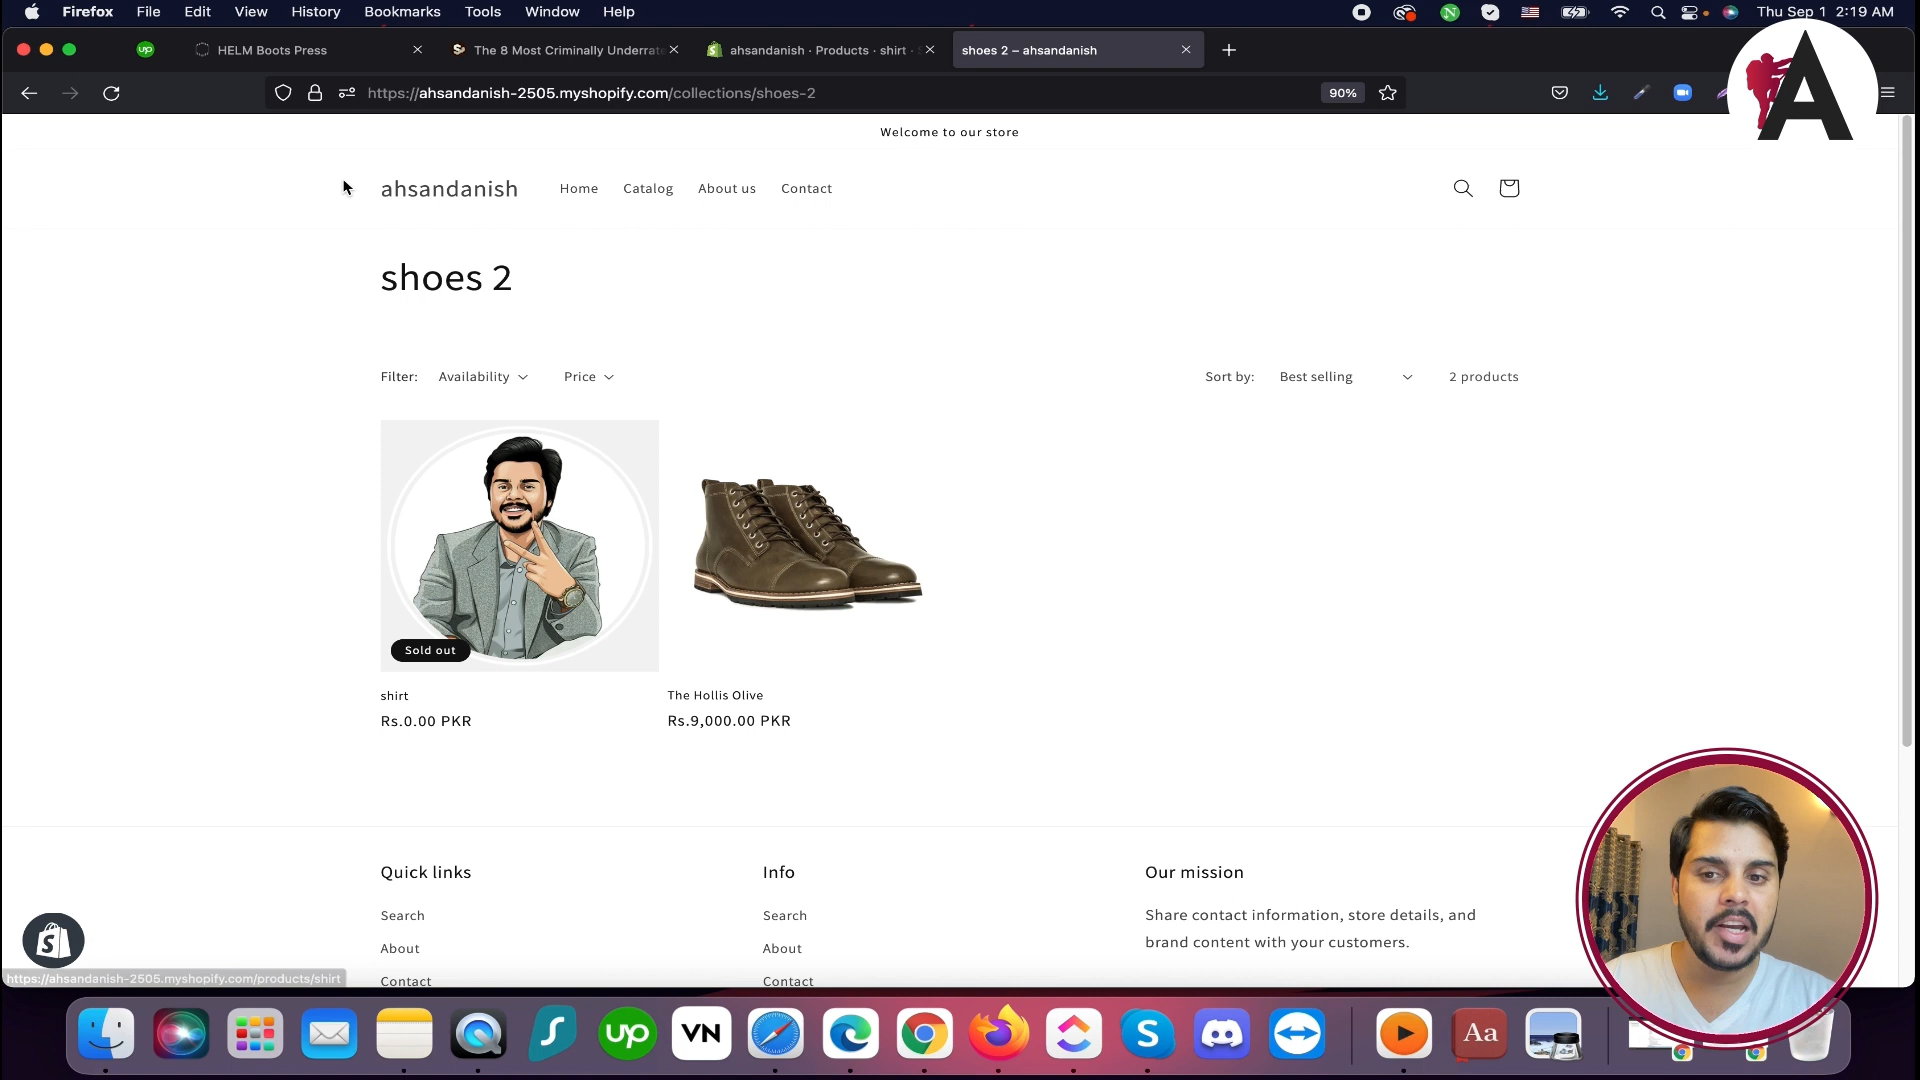 Firefox File Edit View History Bookmarks Tools Window Help
Thu Sep 1 2:19 AM
up HELM Boots Press
The 8 Most Criminally Underrat
ahsandanish · Products · shirt ·
shoes 2 – ahsandanish
https://ahsandanish-2505.myshopify.com/collections/shoes-2
90%
A
Welcome to our store
ahsandanish Home Catalog About us Contact
shoes 2
Filter: Availability Price
Sort by: Best selling 2 products
Sold out
shirt
Rs.0.00 PKR
The Hollis Olive
Rs.9,000.00 PKR
Quick links
Search
About
Contact
Info
Search
About
Contact
Our mission
Share contact information, store details, and
brand content with your customers.
https://ahsandanish-2505.myshopify.com/products/shirt
up VN S Aa